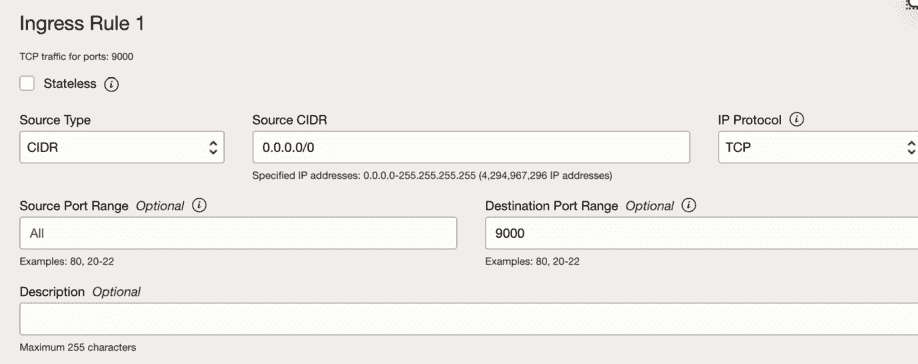 Ingress Rule 1
TCP traffic for ports: 9000
Stateless
Source Type Source CIDR IP Protocol
CIDR 0.0.0.0/0 TCP
Specified IP addresses: 0.0.0.0-255.255.255.255 (4,294,967,296 IP addresses)
Source Port Range Optional Destination Port Range Optional
All 9000
Examples: 80, 20-22 Examples: 80, 20-22
Description Optional
Maximum 255 characters